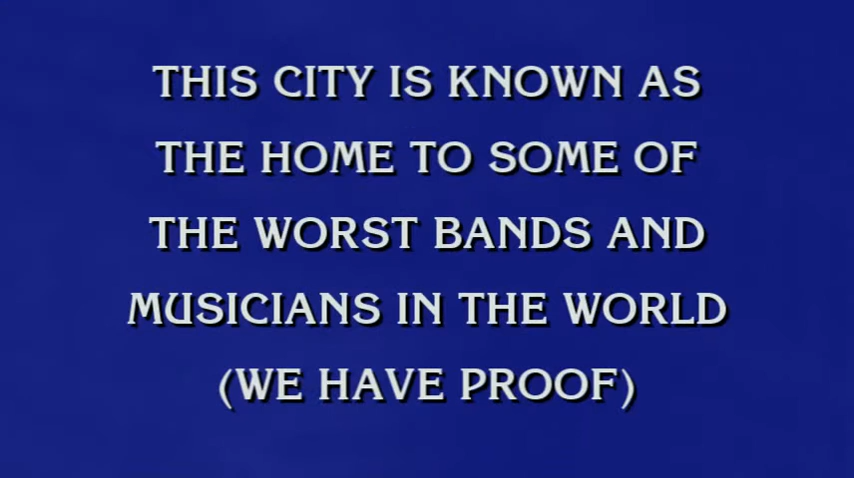 THIS CITY IS KNOWN AS
THE HOME TO SOME OF
THE WORST BANDS AND
MUSICIANS IN THE WORLD
(WE HAVE PROOF)